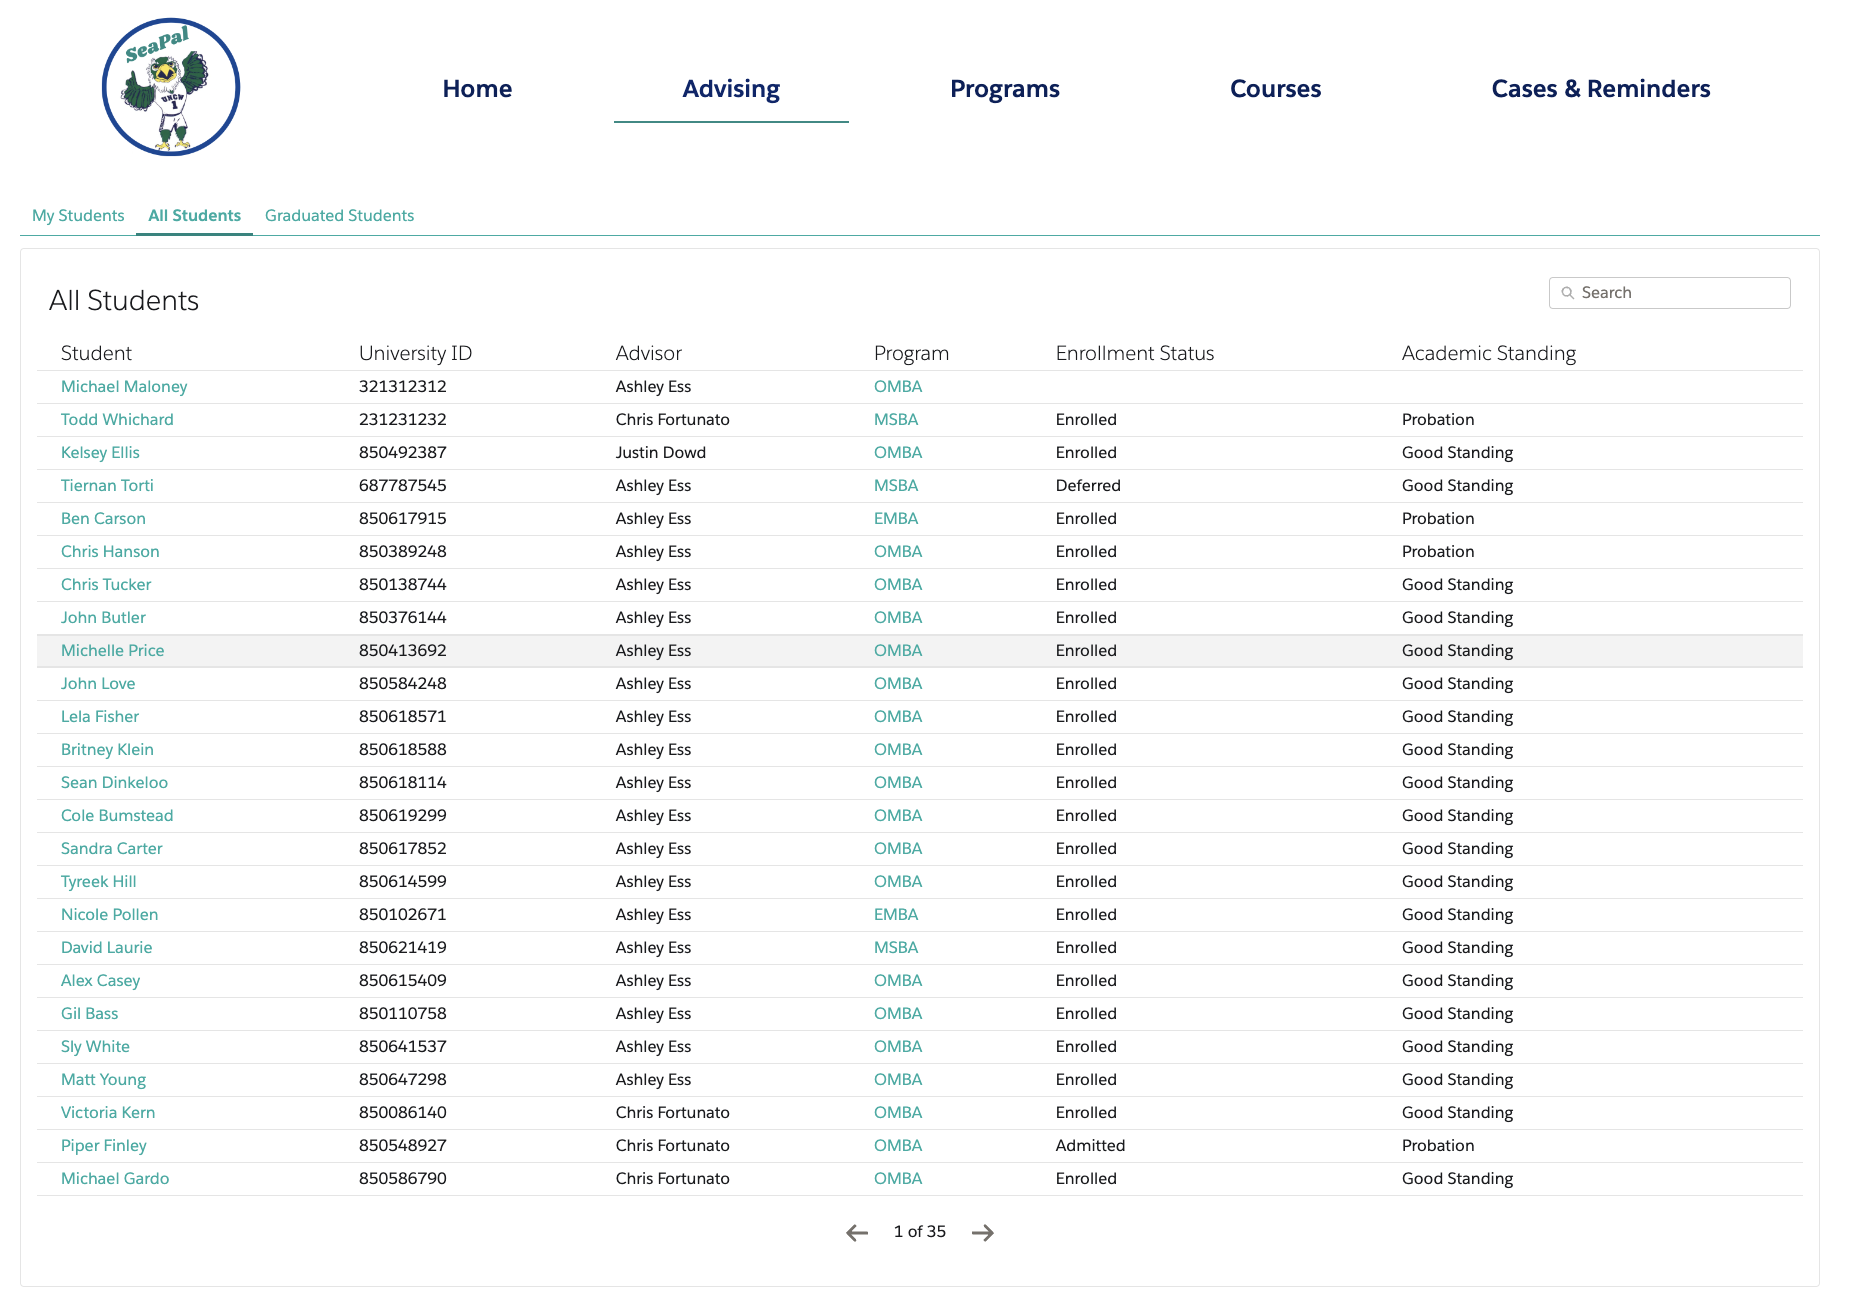 SeaPal
UNCW
1
Home Advising Programs Courses Cases & Reminders
My Students All Students Graduated Students
All Students
Search
Student University ID Advisor Program Enrollment Status Academic Standing
Michael Maloney 321312312 Ashley Ess OMBA
Todd Whichard 231231232 Chris Fortunato MSBA Enrolled Probation
Kelsey Ellis 850492387 Justin Dowd OMBA Enrolled Good Standing
Tiernan Torti 687787545 Ashley Ess MSBA Deferred Good Standing
Ben Carson 850617915 Ashley Ess EMBA Enrolled Probation
Chris Hanson 850389248 Ashley Ess OMBA Enrolled Probation
Chris Tucker 850138744 Ashley Ess OMBA Enrolled Good Standing
John Butler 850376144 Ashley Ess OMBA Enrolled Good Standing
Michelle Price 850413692 Ashley Ess OMBA Enrolled Good Standing
John Love 850584248 Ashley Ess OMBA Enrolled Good Standing
Lela Fisher 850618571 Ashley Ess OMBA Enrolled Good Standing
Britney Klein 850618588 Ashley Ess OMBA Enrolled Good Standing
Sean Dinkeloo 850618114 Ashley Ess OMBA Enrolled Good Standing
Cole Bumstead 850619299 Ashley Ess OMBA Enrolled Good Standing
Sandra Carter 850617852 Ashley Ess OMBA Enrolled Good Standing
Tyreek Hill 850614599 Ashley Ess OMBA Enrolled Good Standing
Nicole Pollen 850102671 Ashley Ess EMBA Enrolled Good Standing
David Laurie 850621419 Ashley Ess MSBA Enrolled Good Standing
Alex Casey 850615409 Ashley Ess OMBA Enrolled Good Standing
Gil Bass 850110758 Ashley Ess OMBA Enrolled Good Standing
Sly White 850641537 Ashley Ess OMBA Enrolled Good Standing
Matt Young 850647298 Ashley Ess OMBA Enrolled Good Standing
Victoria Kern 850086140 Chris Fortunato OMBA Enrolled Good Standing
Piper Finley 850548927 Chris Fortunato OMBA Admitted Probation
Michael Gardo 850586790 Chris Fortunato OMBA Enrolled Good Standing
1 of 35